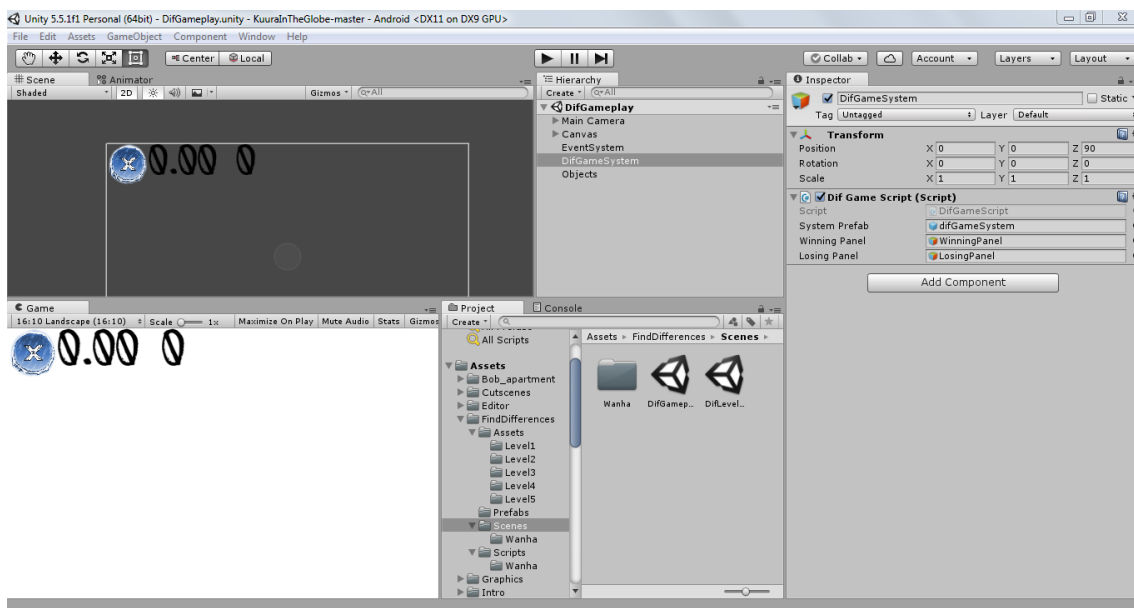 Unity 5.5.1f1 Personal (64bit) - DifGameplay.unity - KuuraInTheGlobe-master - Android <DX11 on DX9 GPU>
File Edit Assets GameObject Component Window Help
Center Local
Collab Account Layers Layout
Scene Animator
Shaded 2D Gizmos All
X 0.00 0
Hierarchy
Create All
DifGameplay
Main Camera
Canvas
EventSystem
DifGameSystem
Objects
Inspector
DifGameSystem Static
Tag Untagged Layer Default
Transform
Position X 0 Y 0 Z 90
Rotation X 0 Y 0 Z 0
Scale X 1 Y 1 Z 1
Dif Game Script (Script)
Script DifGameScript
System Prefab difGameSystem
Winning Panel WinningPanel
Losing Panel LosingPanel
Add Component
Game
16:10 Landscape (16:10) Scale 1x Maximize On Play Mute Audio Stats Gizmos
X 0.00 0
Project Console
Create
All Prefabs
All Scripts
Assets
Bob_apartment
Cutscenes
Editor
FindDifferences
Assets
Level1
Level2
Level3
Level4
Level5
Prefabs
Scenes
Wanha
Scripts
Wanha
Graphics
Intro
Assets FindDifferences Scenes
Wanha DifGamep.. DifLevel..